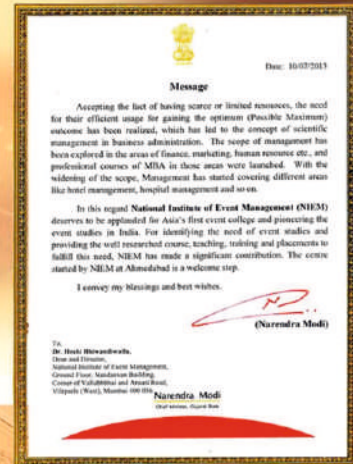 Date: 10/07/2013
Message
Accepting the fact of having scarce or limited resources, the need
for their efficient usage for gaining the optimum (Possible Maximum)
outcome has been realized, which has led to the concept of scientific
management in business administration. The scope of management has
been explored in the areas of finance, marketing, human resource etc., and
professional courses of MBA in those areas were launched. With the
widening of the scope, Management has started covering different areas
like hotel management, hospital management and so on.
In this regard National Institute of Event Management (NIEM)
deserves to be applauded for Asia's first event college and pioneering the
event studies in India. For identifying the need of event studies and
providing the well researched course, teaching, training and placements to
fulfill this need, NIEM has made a significant contribution. The centre
started by NIEM at Ahmedabad is a welcome step.
I convey my blessings and best wishes.
(Narendra Modi)
To,
Dr. Hoshi Bhiwandiwalla,
Dean and Director,
National Institute of Event Management,
Ground Floor, Nandanvan Building,
Corner of Vallabhbhai and Ansari Road,
Vileparle (West), Mumbai 400 056
Narendra Modi
Chief Minister, Gujarat State